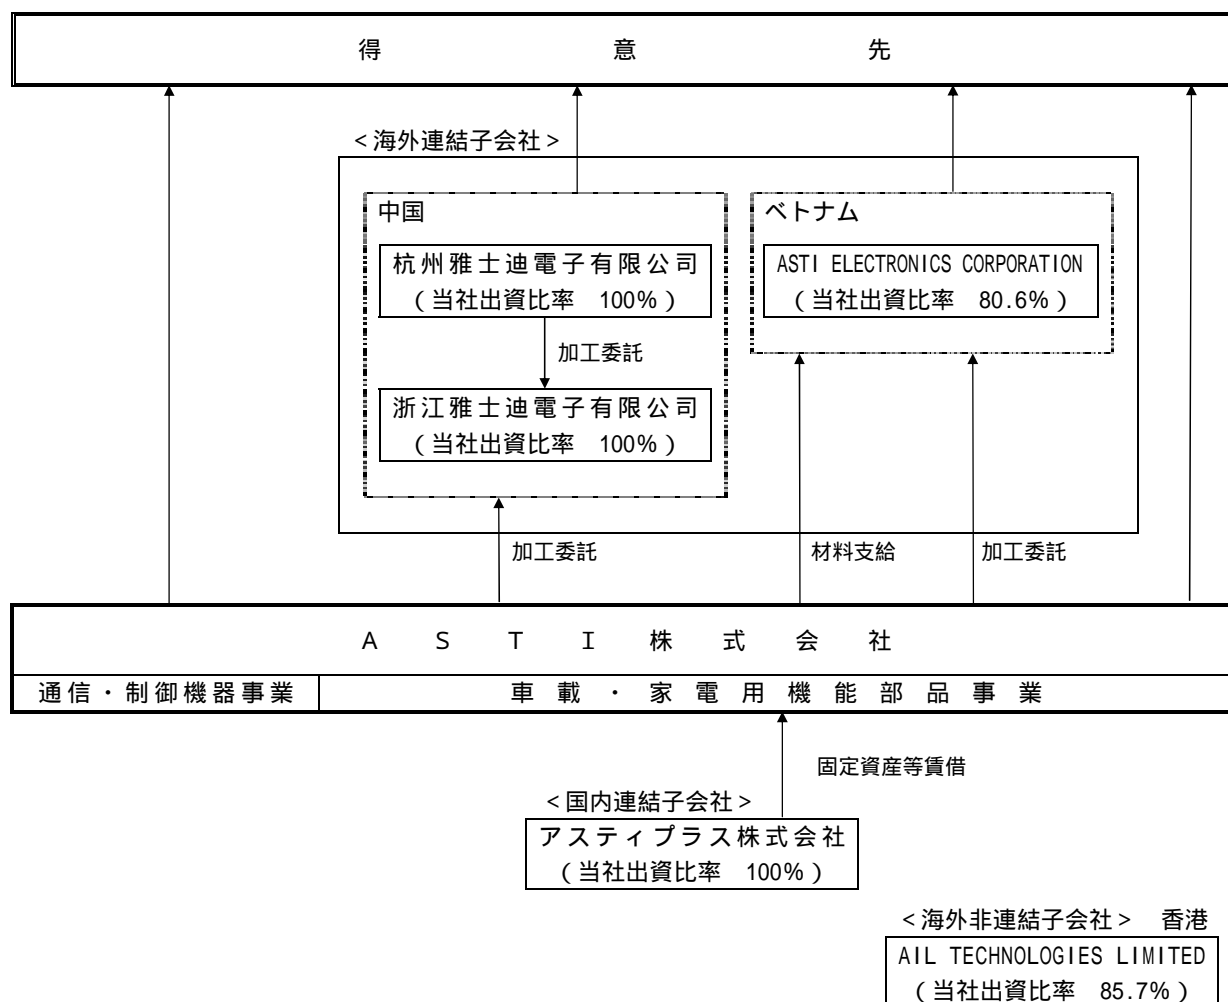 得意先
<海外連結子会社>
中国
杭州雅士迪電子有限公司
(当社出資比率 100%)
加工委託
浙江雅士迪電子有限公司
(当社出資比率 100%)
ベトナム
ASTI ELECTRONICS CORPORATION
(当社出資比率 80.6%)
加工委託
材料支給
加工委託
ASTI株式会社
通信・制御機器事業
車載・家電用機能部品事業
固定資産等賃借
<国内連結子会社>
アスティプラス株式会社
(当社出資比率 100%)
<海外非連結子会社> 香港
AIL TECHNOLOGIES LIMITED
(当社出資比率 85.7%)